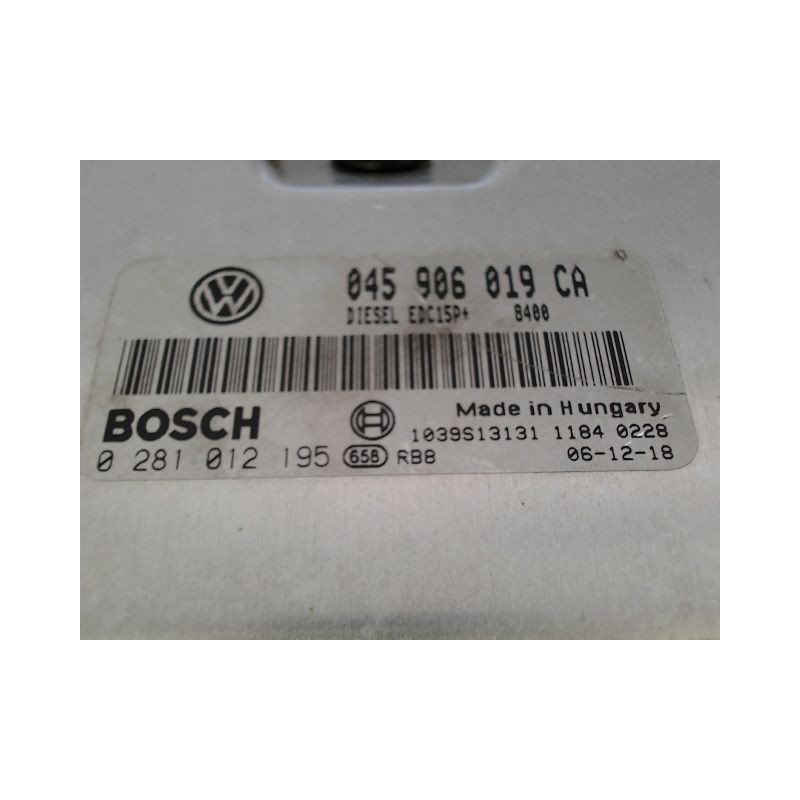 045 906 019 CA
DIESEL EDC15P+ 8400
BOSCH
Made in Hungary
1039S13131 1184 0228
0 281 012 195 658 RB8 06-12-18